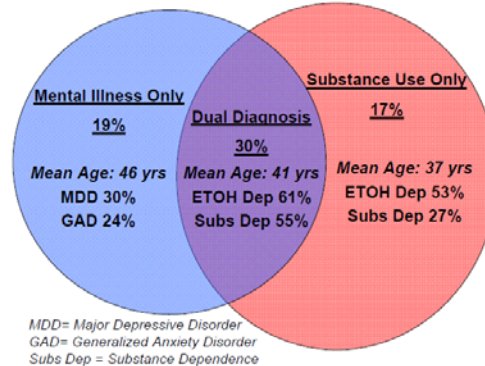 Mental Illness Only
19%
Mean Age: 46 yrs
MDD 30%
GAD 24%
Dual Diagnosis
30%
Mean Age: 41 yrs
ETOH Dep 61%
Subs Dep 55%
Substance Use Only
17%
Mean Age: 37 yrs
ETOH Dep 53%
Subs Dep 27%
MDD= Major Depressive Disorder
GAD= Generalized Anxiety Disorder
Subs Dep = Substance Dependence